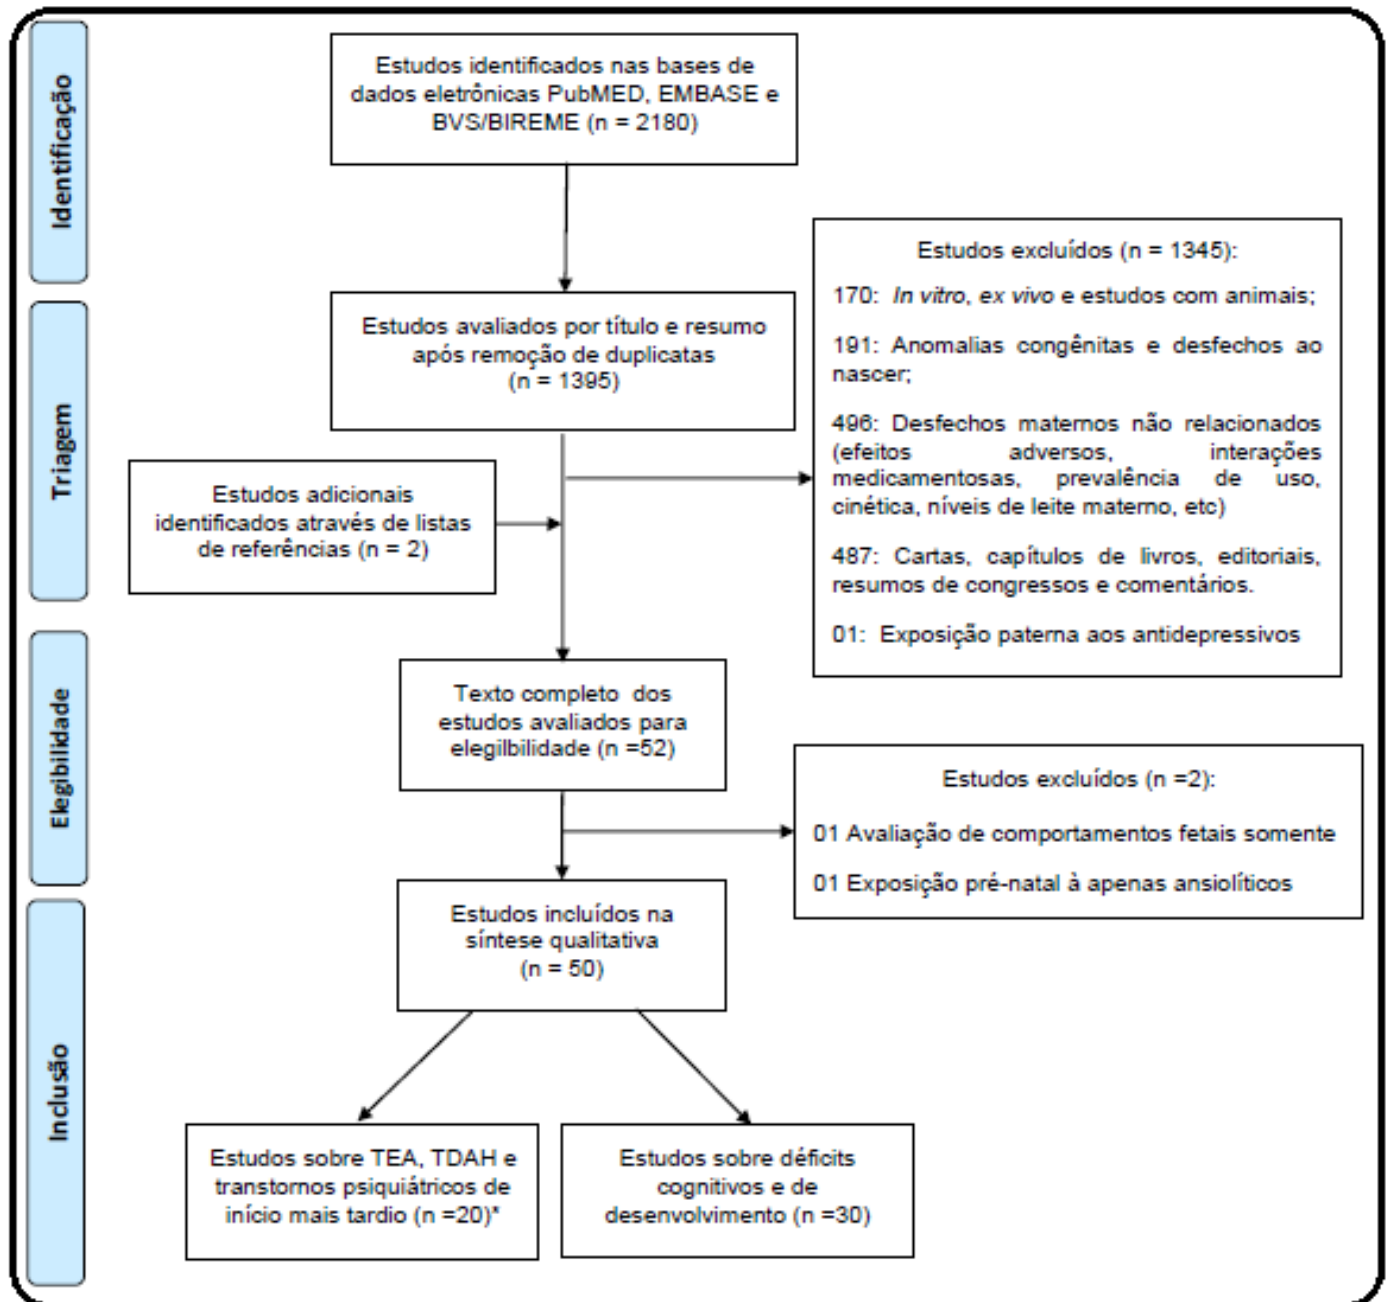 Identificação
Estudos identificados nas bases de
dados eletrônicas PubMED, EMBASE e
BVS/BIREME (n = 2180)
Triagem
Estudos avaliados por título e resumo
após remoção de duplicatas
(n = 1395)
Estudos excluídos (n = 1345):
170: In vitro, ex vivo e estudos com animais;
191: Anomalias congênitas e desfechos ao
nascer;
496: Desfechos maternos não relacionados
(efeitos adversos, interações
medicamentosas, prevalência de uso,
cinética, níveis de leite materno, etc)
487: Cartas, capítulos de livros, editoriais,
resumos de congressos e comentários.
01: Exposição paterna aos antidepressivos
Estudos adicionais
identificados através de listas
de referências (n = 2)
Elegibilidade
Texto completo dos
estudos avaliados para
elegilbilidade (n =52)
Estudos excluídos (n =2):
01 Avaliação de comportamentos fetais somente
01 Exposição pré-natal à apenas ansiolíticos
Inclusão
Estudos incluídos na
síntese qualitativa
(n = 50)
Estudos sobre TEA, TDAH e
transtornos psiquiátricos de
início mais tardio (n =20)*
Estudos sobre déficits
cognitivos e de
desenvolvimento (n =30)